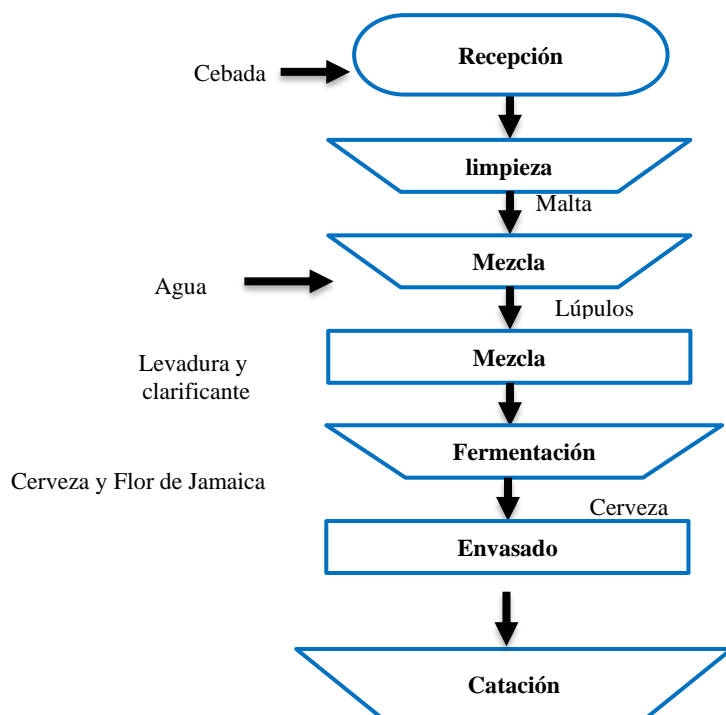 Recepción
Cebada
limpieza
Malta
Mezcla
Agua
Lúpulos
Mezcla
Levadura y
clarificante
Fermentación
Cerveza y Flor de Jamaica
Cerveza
Envasado
Catación